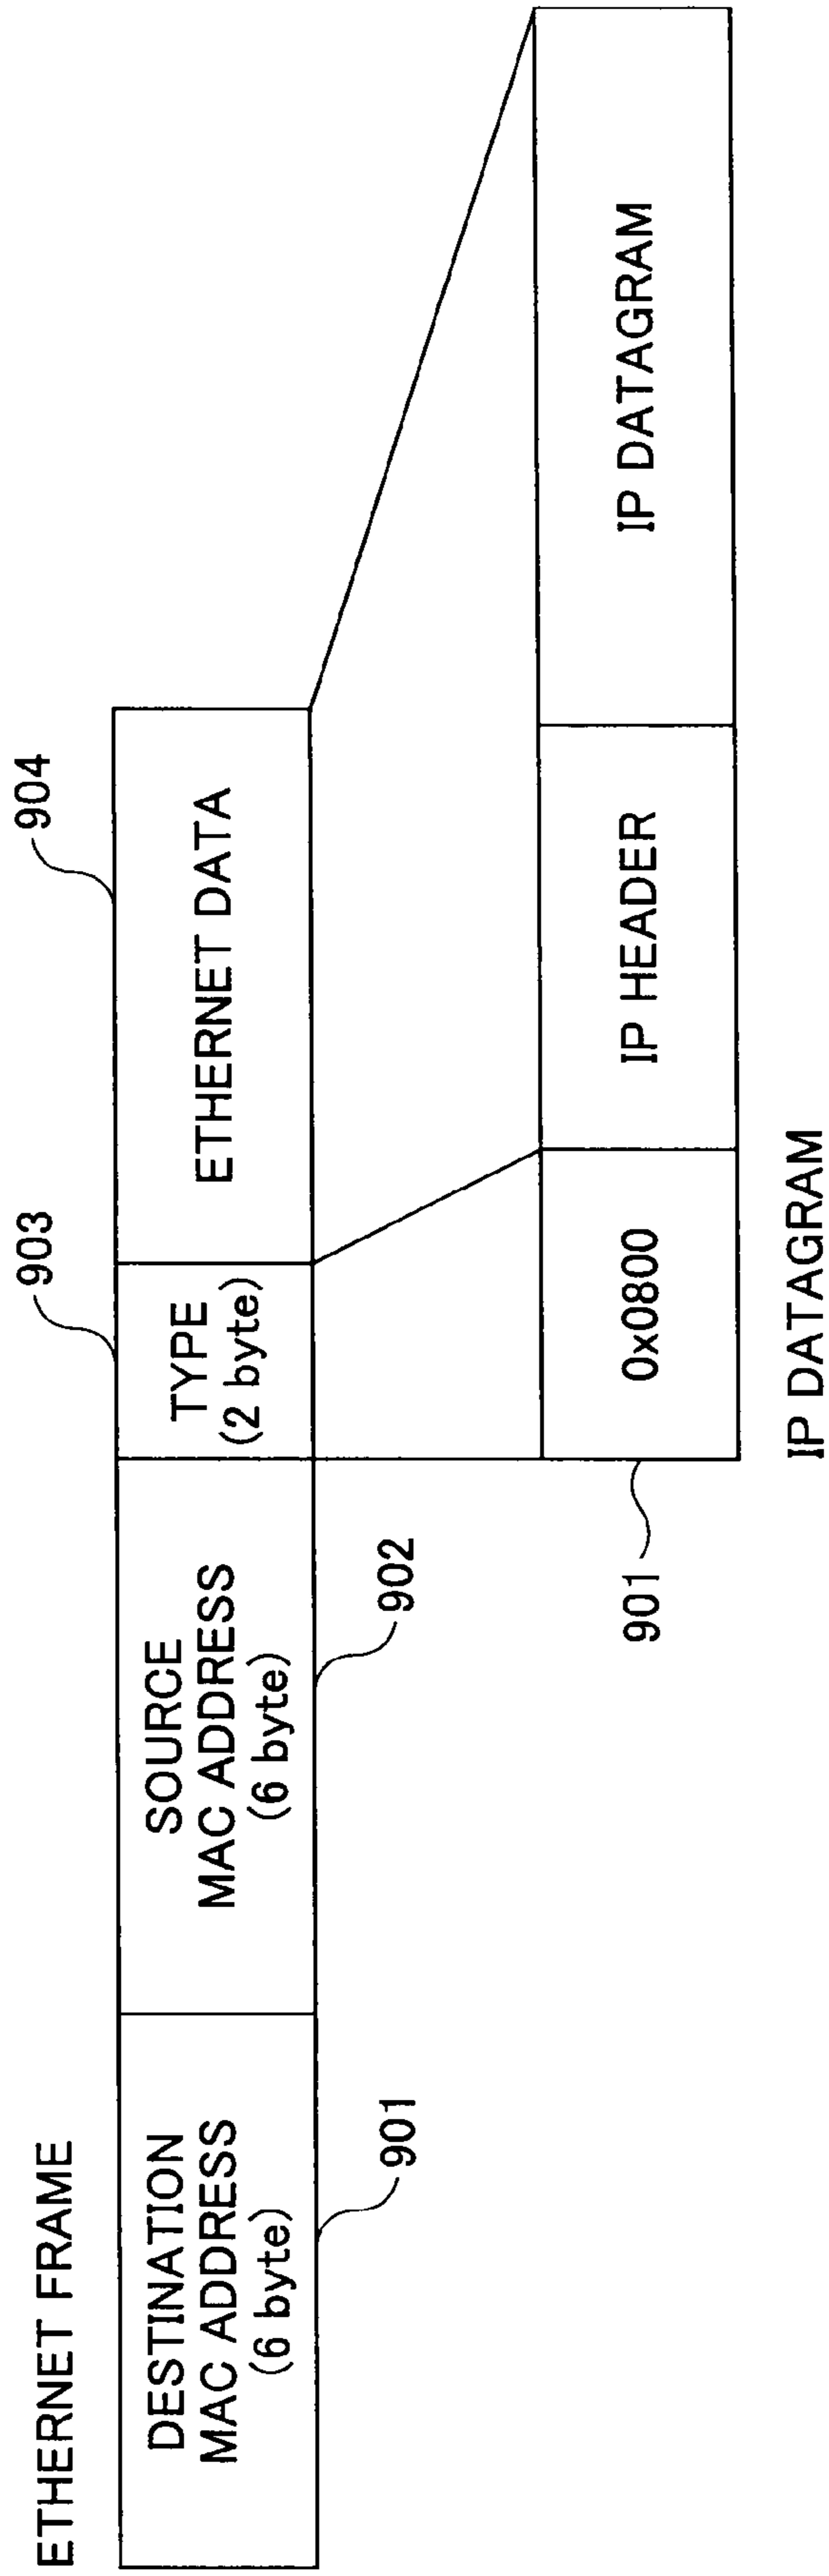 ETHERNET FRAME
903
904
DESTINATION
MAC ADDRESS
(6 byte)
SOURCE
MAC ADDRESS
(6 byte)
TYPE
(2 byte)
ETHERNET DATA
901
902
901
0x0800
IP HEADER
IP DATAGRAM
IP DATAGRAM